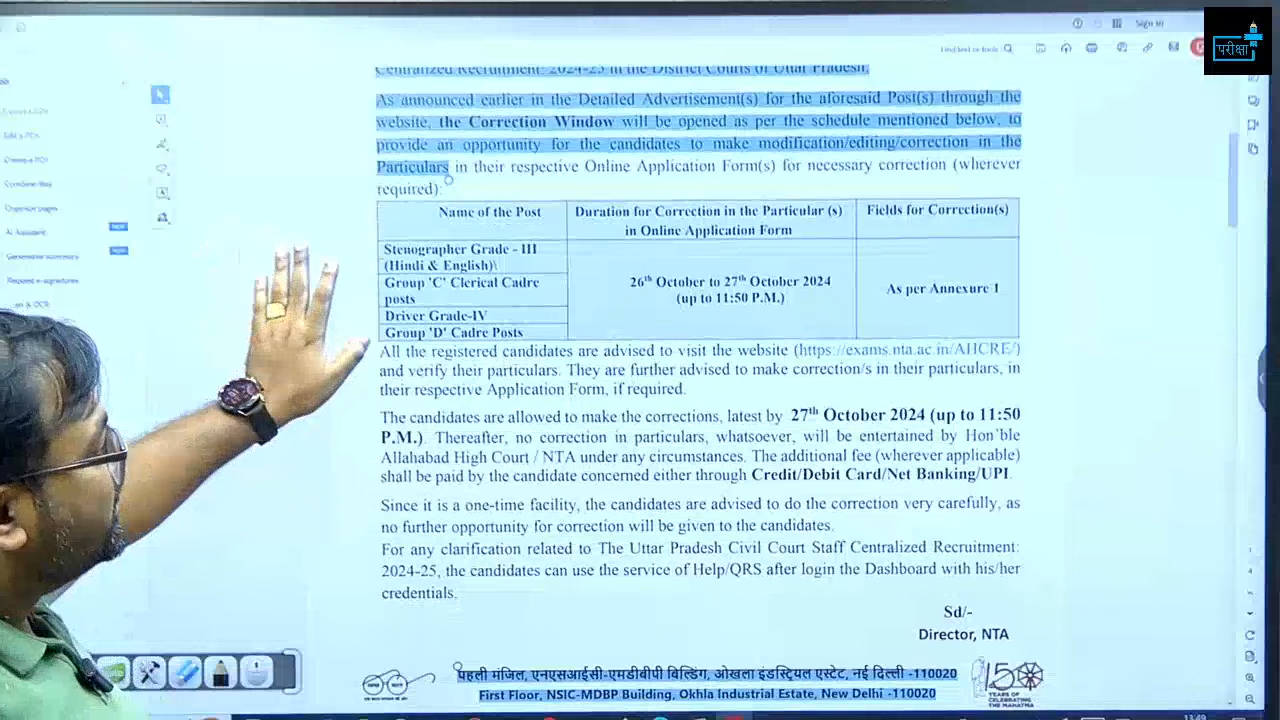 Sign in
परीक्षा
Find text or tools
Centralized Recruitment: 2024-25 in the District Courts of Uttar Pradesh.
As announced earlier in the Detailed Advertisement(s) for the aforesaid Post(s) through the
website, the Correction Window will be opened as per the schedule mentioned below, to
provide an opportunity for the candidates to make modification/editing/correction in the
Particulars in their respective Online Application Form(s) for necessary correction (wherever
required):
Name of the Post
Duration for Correction in the Particular (s)
in Online Application Form
Fields for Correction(s)
Stenographer Grade - III
(Hindi & English)\
Group 'C' Clerical Cadre
posts
Driver Grade-IV
Group 'D' Cadre Posts
26th October to 27th October 2024
(up to 11:50 P.M.)
As per Annexure 1
All the registered candidates are advised to visit the website (https://exams.nta.ac.in/AHCRE/)
and verify their particulars. They are further advised to make correction/s in their particulars, in
their respective Application Form, if required.
The candidates are allowed to make the corrections, latest by 27th October 2024 (up to 11:50
P.M.). Thereafter, no correction in particulars, whatsoever, will be entertained by Hon'ble
Allahabad High Court / NTA under any circumstances. The additional fee (wherever applicable)
shall be paid by the candidate concerned either through Credit/Debit Card/Net Banking/UPI.
Since it is a one-time facility, the candidates are advised to do the correction very carefully, as
no further opportunity for correction will be given to the candidates.
For any clarification related to The Uttar Pradesh Civil Court Staff Centralized Recruitment:
2024-25, the candidates can use the service of Help/QRS after login the Dashboard with his/her
credentials.
Sd/-
Director, NTA
पहली मंजिल, एनएसआईसी-एमडीबीपी बिल्डिंग, ओखला इंडस्ट्रियल एस्टेट, नई दिल्ली -110020
First Floor, NSIC-MDBP Building, Okhla Industrial Estate, New Delhi -110020
150
YEARS OF
CELEBRATING
THE MAHATMA
13:49